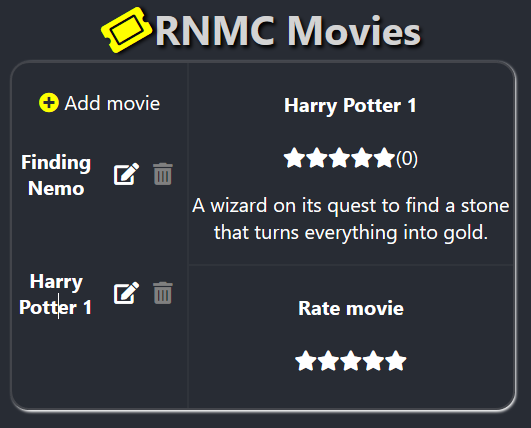 RNMC Movies
Add movie
Finding
Nemo
Harry
Potter 1
Harry Potter 1
(0)
A wizard on its quest to find a stone
that turns everything into gold.
Rate movie